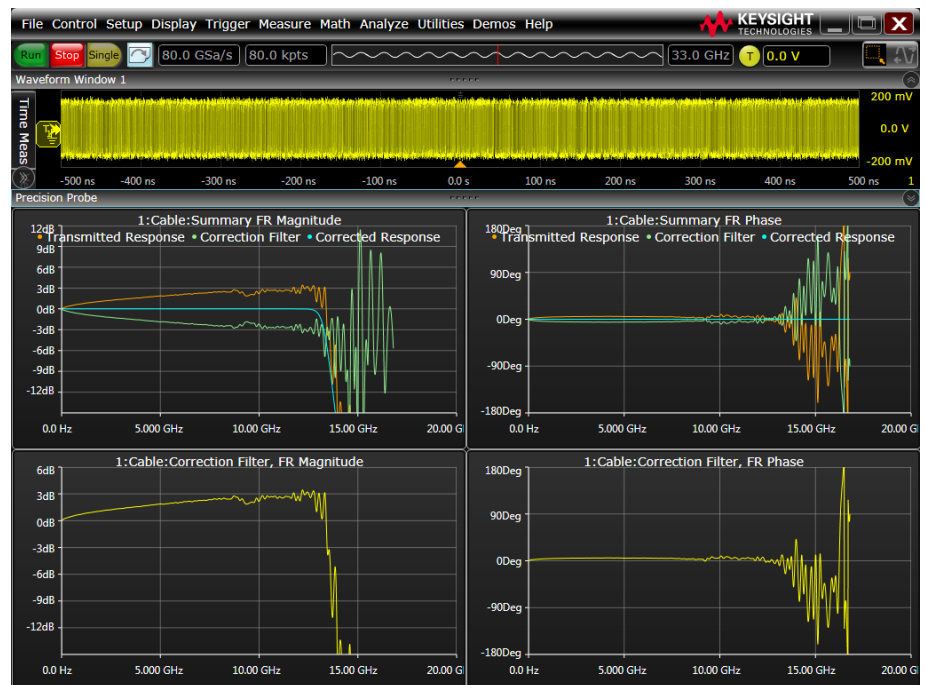 File Control Setup Display Trigger Measure Math Analyze Utilities Demos Help
KEYSIGHT
TECHNOLOGIES
Run Stop Single 80.0 GSa/s 80.0 kpts 33.0 GHz T 0.0 V
Waveform Window 1
Time Meas
200 mV
0.0 V
-200 mV
-500 ns -400 ns -300 ns -200 ns -100 ns 0.0 s 100 ns 200 ns 300 ns 400 ns 500 ns 1
Precision Probe
1:Cable:Summary FR Magnitude
Transmitted Response • Correction Filter • Corrected Response
12dB
9dB
6dB
3dB
0dB
-3dB
-6dB
-9dB
-12dB
0.0 Hz 5.000 GHz 10.00 GHz 15.00 GHz 20.00 G
1:Cable:Summary FR Phase
Transmitted Response • Correction Filter • Corrected Response
180Deg
90Deg
0Deg
-90Deg
-180Deg
0.0 Hz 5.000 GHz 10.00 GHz 15.00 GHz 20.00 G
1:Cable:Correction Filter, FR Magnitude
6dB
3dB
0dB
-3dB
-6dB
-9dB
-12dB
0.0 Hz 5.000 GHz 10.00 GHz 15.00 GHz 20.00 G
1:Cable:Correction Filter, FR Phase
180Deg
90Deg
0Deg
-90Deg
-180Deg
0.0 Hz 5.000 GHz 10.00 GHz 15.00 GHz 20.00 G